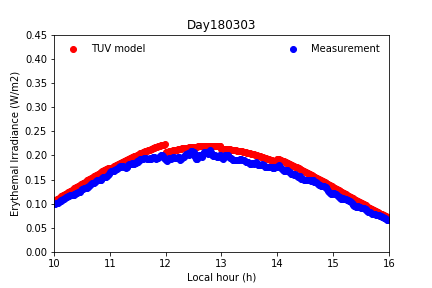 Day180303
TUV model
Measurement
Erythemal Irradiance (W/m2)
0.45
0.40
0.35
0.30
0.25
0.20
0.15
0.10
0.05
0.00
10 11 12 13 14 15 16
Local hour (h)